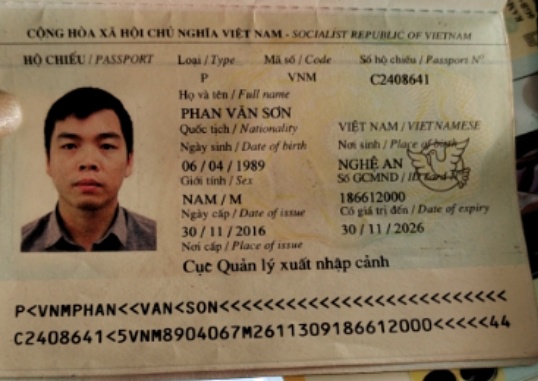 CỘNG HÒA XÃ HỘI CHỦ NGHĨA VIỆT NAM - SOCIALIST REPUBLIC OF VIETNAM
HỘ CHIẾU / PASSPORT Loại / Type Mã số / Code Số hộ chiếu / Passport Nº
P VNM C2408641
Họ và tên / Full name
PHAN VĂN SƠN
Quốc tịch / Nationality VIỆT NAM / VIETNAMESE
Ngày sinh / Date of birth Nơi sinh / Place of birth
06 / 04 / 1989 NGHỆ AN
Giới tính / Sex Số GCMND / ID card Nº
NAM / M 186612000
Ngày cấp / Date of issue Có giá trị đến / Date of expiry
30 / 11 / 2016 30 / 11 / 2026
Nơi cấp / Place of issue
Cục Quản lý xuất nhập cảnh
P<VNMPHAN<<VAN<SON<<<<<<<<<<<<<<<<<<<<<<<<<<
C2408641<5VNM8904067M2611309186612000<<<<<44